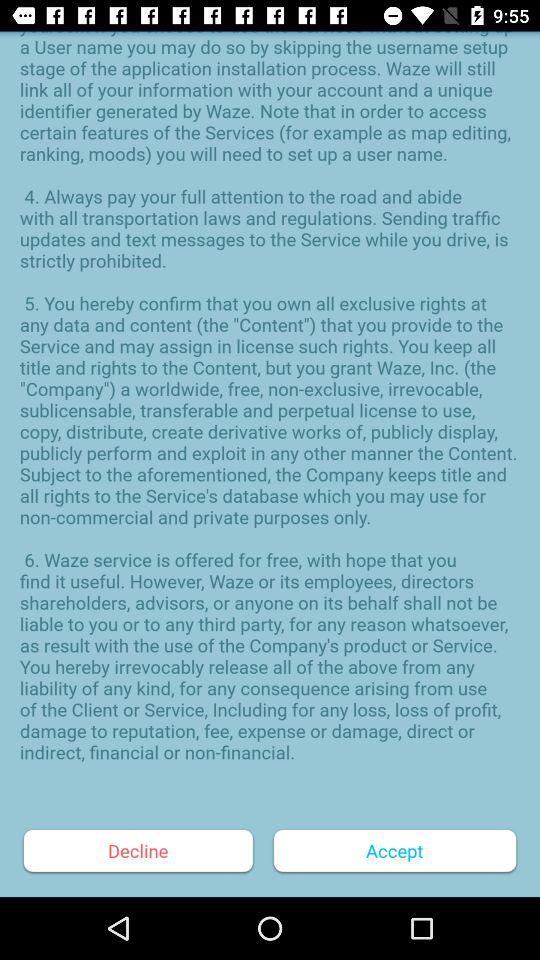 9:55
a User name you may do so by skipping the username setup
stage of the application installation process. Waze will still
link all of your information with your account and a unique
identifier generated by Waze. Note that in order to access
certain features of the Services (for example as map editing,
ranking, moods) you will need to set up a user name.
4. Always pay your full attention to the road and abide
with all transportation laws and regulations. Sending traffic
updates and text messages to the Service while you drive, is
strictly prohibited.
5. You hereby confirm that you own all exclusive rights at
any data and content (the "Content") that you provide to the
Service and may assign in license such rights. You keep all
title and rights to the Content, but you grant Waze, Inc. (the
"Company") a worldwide, free, non-exclusive, irrevocable,
sublicensable, transferable and perpetual license to use,
copy, distribute, create derivative works of, publicly display,
publicly perform and exploit in any other manner the Content.
Subject to the aforementioned, the Company keeps title and
all rights to the Service's database which you may use for
non-commercial and private purposes only.
6. Waze service is offered for free, with hope that you
find it useful. However, Waze or its employees, directors
shareholders, advisors, or anyone on its behalf shall not be
liable to you or to any third party, for any reason whatsoever,
as result with the use of the Company's product or Service.
You hereby irrevocably release all of the above from any
liability of any kind, for any consequence arising from use
of the Client or Service, Including for any loss, loss of profit,
damage to reputation, fee, expense or damage, direct or
indirect, financial or non-financial.
Decline
Accept